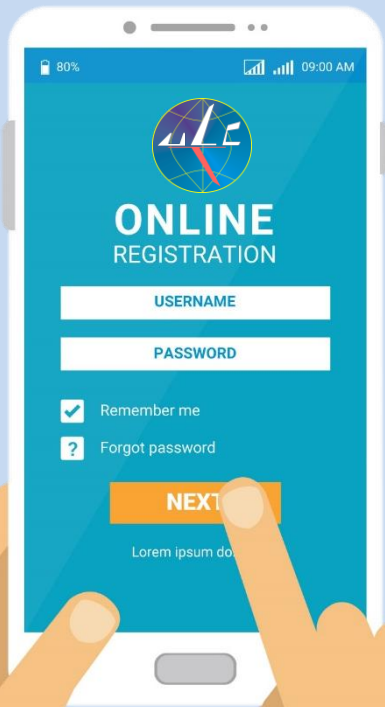 80% 09:00 AM
ONLINE
REGISTRATION
USERNAME
PASSWORD
Remember me
? Forgot password
NEXT
Lorem ipsum